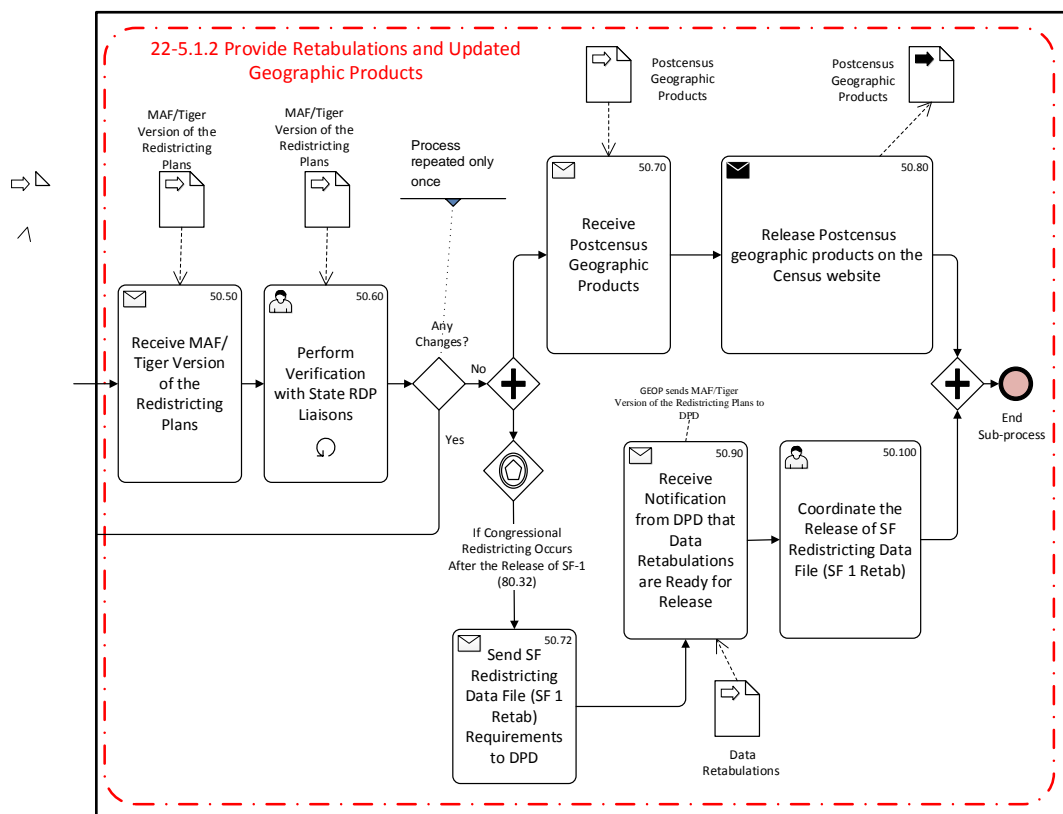 22-5.1.2 Provide Retabulations and Updated
Geographic Products
MAF/Tiger
Version of the
Redistricting
Plans
MAF/Tiger
Version of the
Redistricting
Plans
Process
repeated only
once
Postcensus
Geographic
Products
Postcensus
Geographic
Products
50.50
Receive MAF/
Tiger Version
of the
Redistricting
Plans
50.60
Perform
Verification
with State RDP
Liaisons
Any
Changes?
No
Yes
50.70
Receive
Postcensus
Geographic
Products
50.80
Release Postcensus
geographic products on the
Census website
End
Sub-process
If Congressional
Redistricting Occurs
After the Release of SF-1
(80.32)
50.72
Send SF
Redistricting
Data File (SF 1
Retab)
Requirements
to DPD
GEOP sends MAF/Tiger
Version of the Redistricting Plans to
DPD
50.90
Receive
Notification
from DPD that
Data
Retabulations
are Ready for
Release
50.100
Coordinate the
Release of SF
Redistricting Data
File (SF 1 Retab)
Data
Retabulations